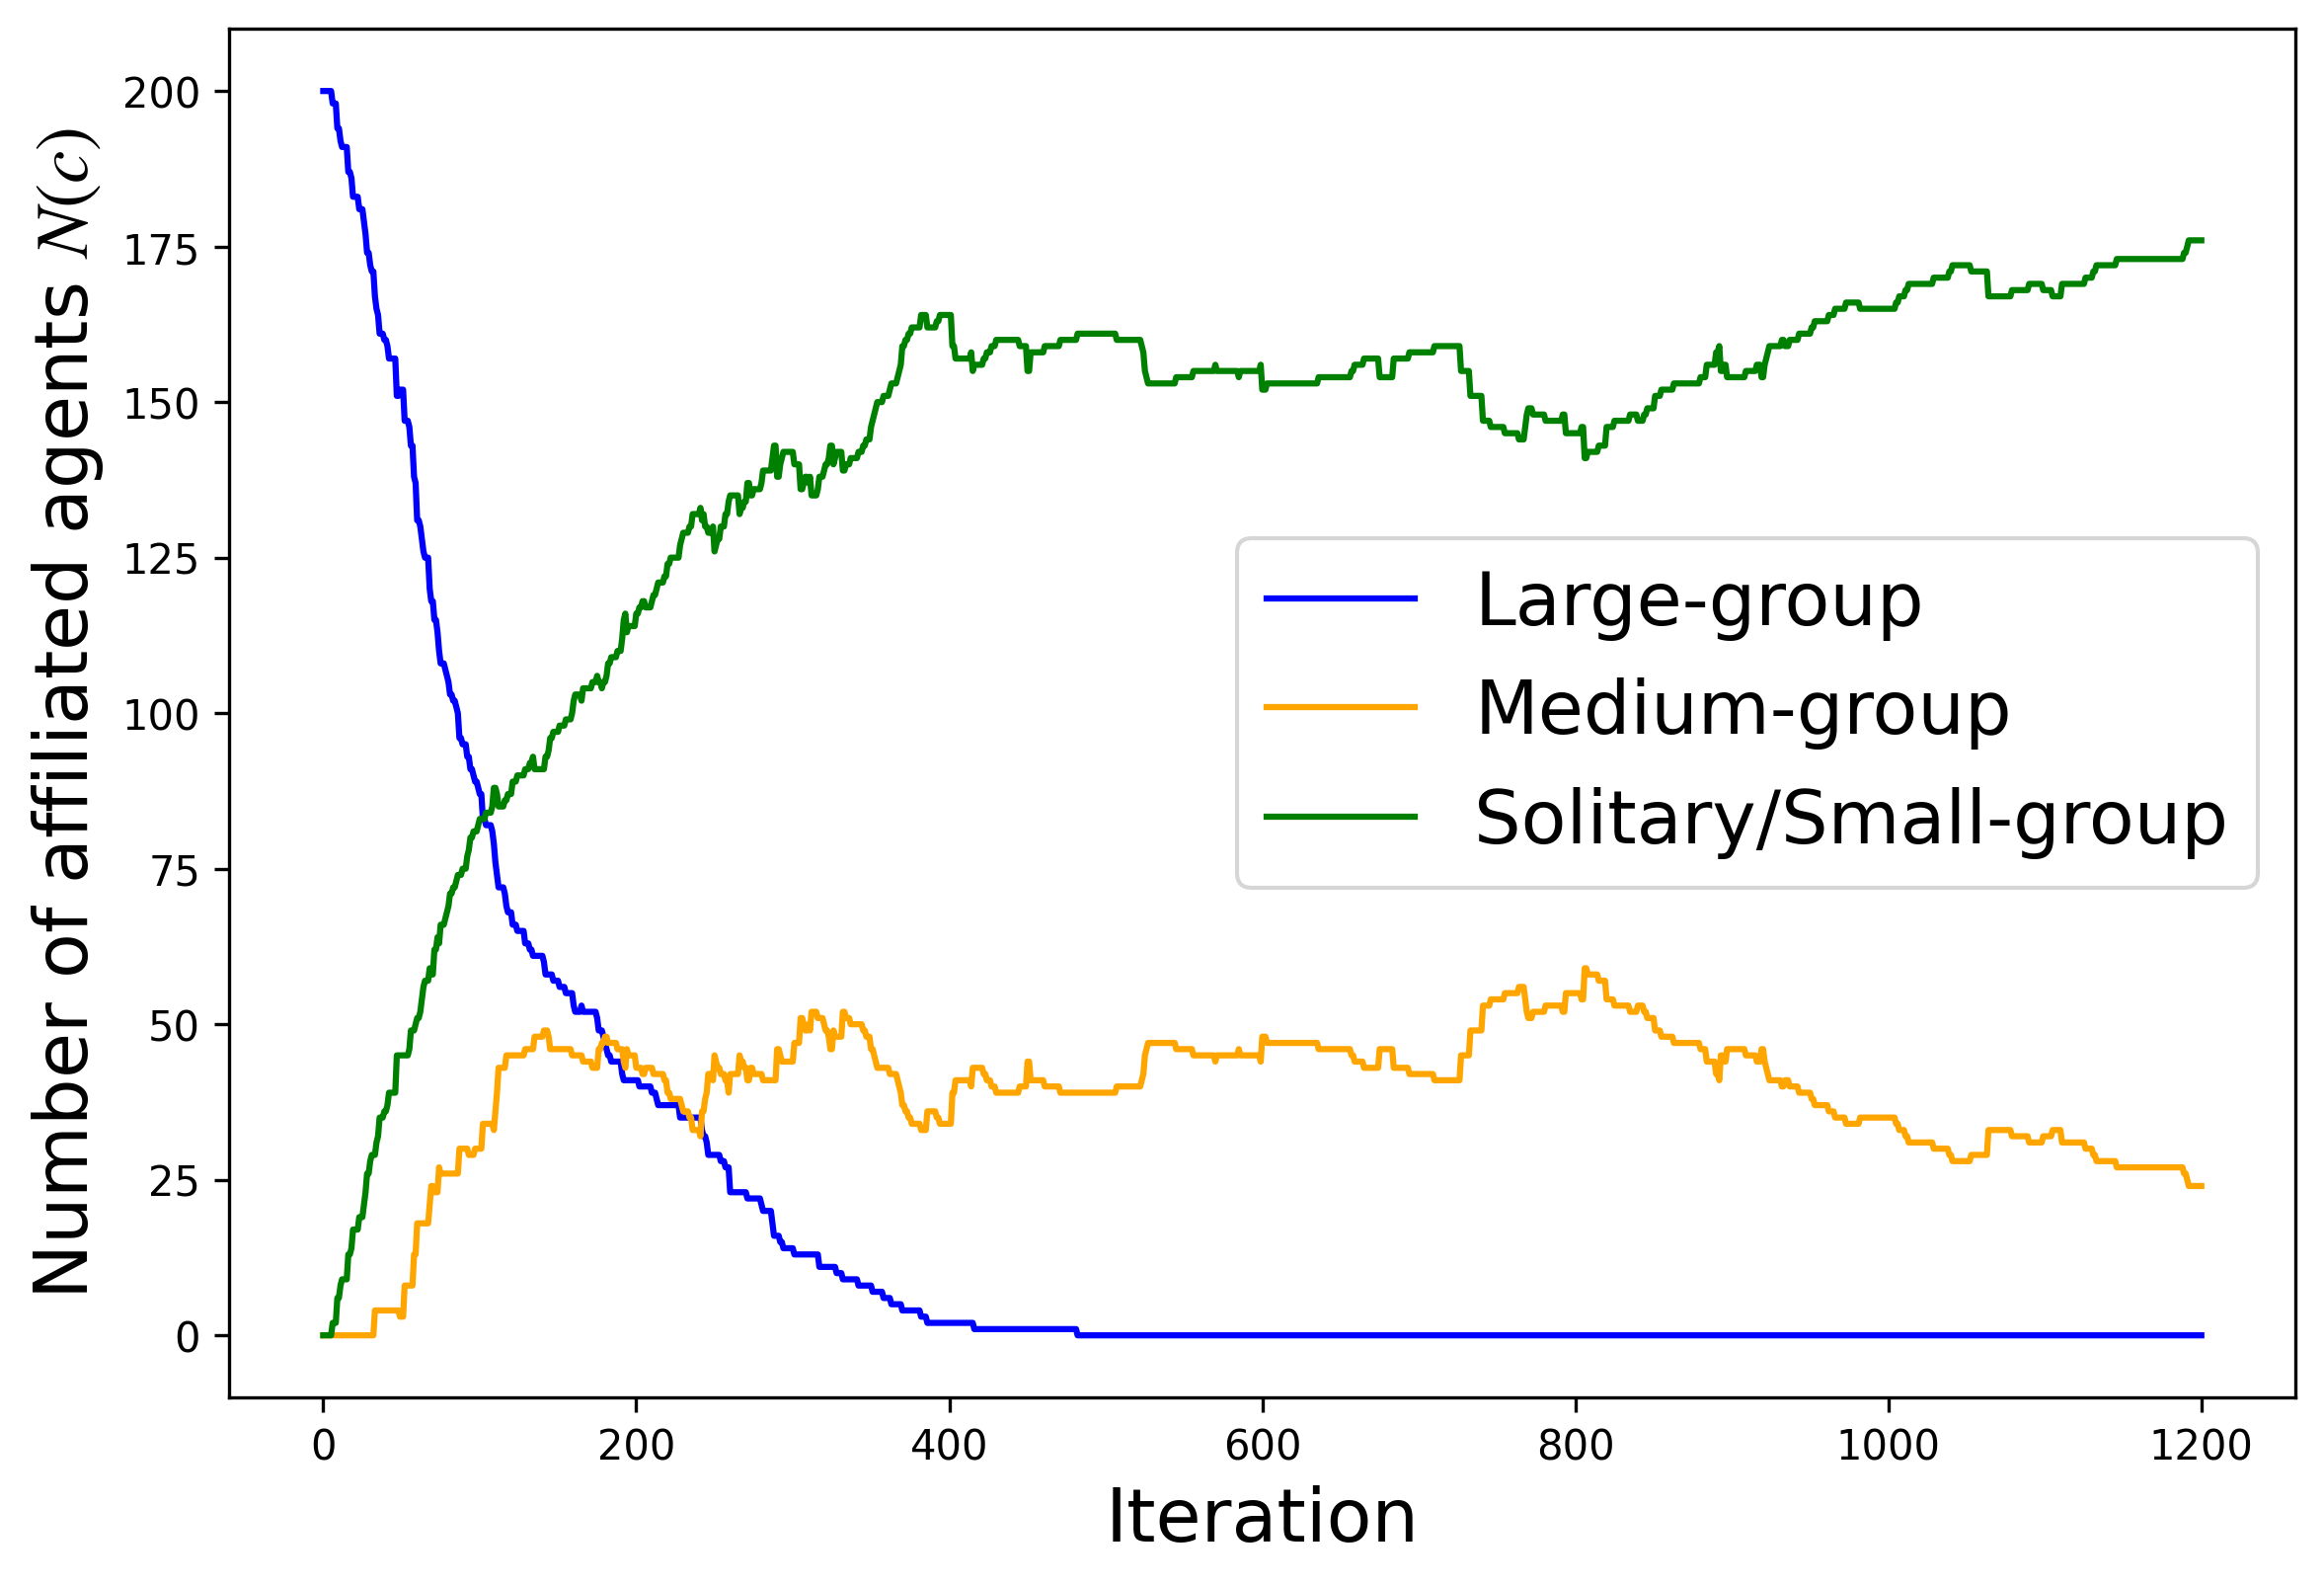 Number of affiliated agents N(c)
200
175
150
125
100
75
50
25
0
Large-group
Medium-group
Solitary/Small-group
0 200 400 600 800 1000 1200
Iteration